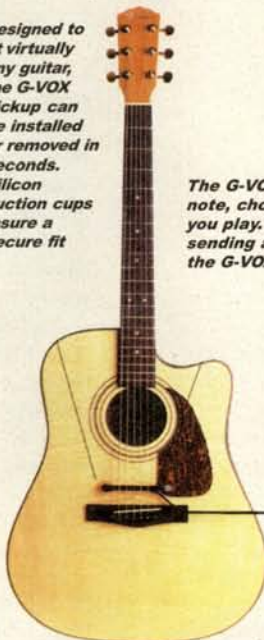 esigned to
t virtually
ny guitar,
he G-VOX
ickup can
e installed
r removed in
econds.
ilicon
uction cups
nsure a
ecure fit
The G-VO
note, cho
you play.
sending a
the G-VO